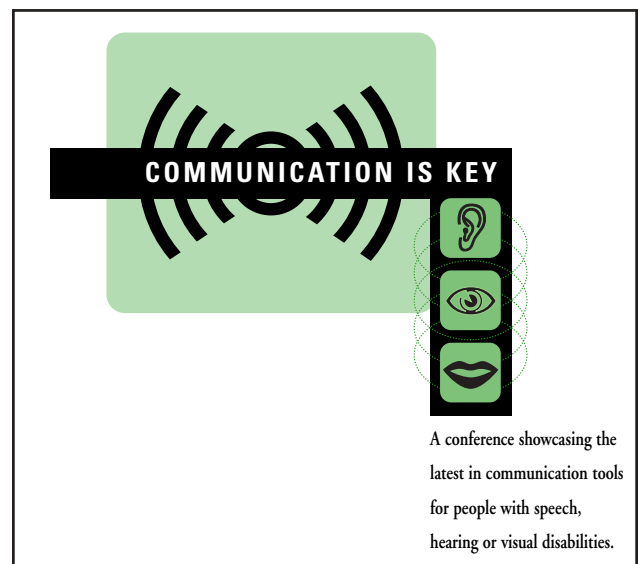 COMMUNICATION IS KEY
A conference showcasing the
latest in communication tools
for people with speech,
hearing or visual disabilities.